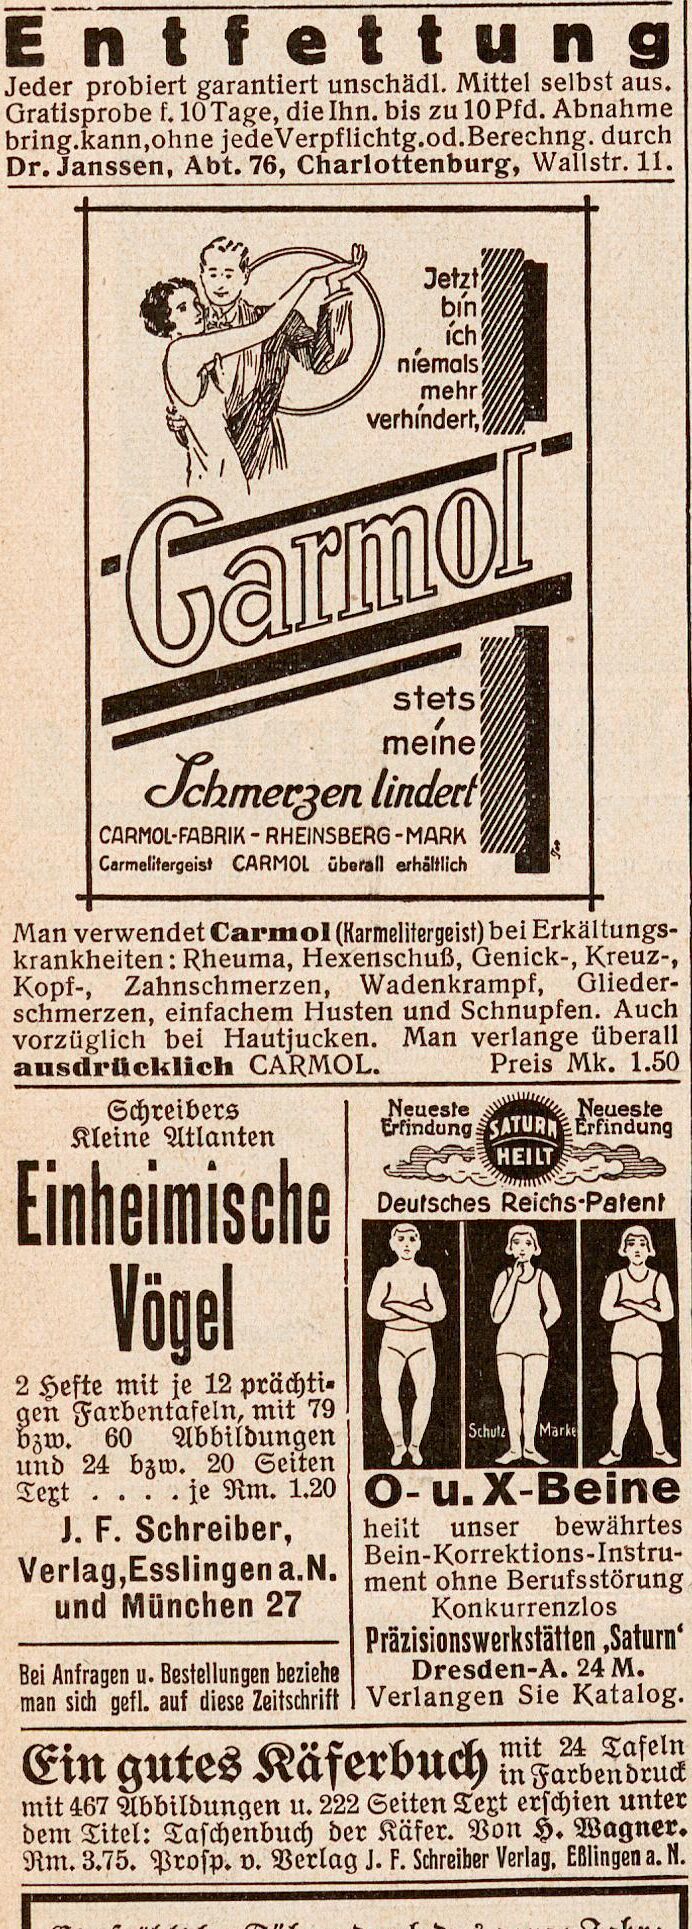 Entfettung
Jeder probiert garantiert unschädl. Mittel selbst aus.
Gratisprobe f. 10 Tage, die Ihn. bis zu 10 Pfd. Abnahme
bring.kann, ohne jede Verpflichtg.od.Berechng. durch
Dr. Janssen, Abt. 76, Charlottenburg, Wallstr. 11.
Jetzt
bin
ich
niemals
mehr
verhindert,
Carmol
stets
meine
Schmerzen lindert
CARMOL-FABRIK - RHEINSBERG - MARK
Carmelitergeist CARMOL überall erhältlich
Man verwendet Carmol (Karmelitergeist) bei Erkältungs-
krankheiten: Rheuma, Hexenschuß, Genick-, Kreuz-,
Kopf-, Zahnschmerzen, Wadenkrampf, Glieder-
schmerzen, einfachem Husten und Schnupfen. Auch
vorzüglich bei Hautjucken. Man verlange überall
ausdrücklich CARMOL. Preis Mk. 1.50
Schreibers
Kleine Atlanten
Einheimische
Vögel
2 Hefte mit je 12 prächti-
gen Farbentafeln, mit 79
bzw. 60 Abbildungen
und 24 bzw. 20 Seiten
Text . . . . je Rm. 1.20
J. F. Schreiber,
Verlag, Esslingen a. N.
und München 27
Bei Anfragen u. Bestellungen beziehe
man sich gefl. auf diese Zeitschrift
Neueste Erfindung
SATURN
HEILT
Neueste Erfindung
Deutsches Reichs-Patent
Schutz Marke
O- u. X-Beine
heilt unser bewährtes
Bein-Korrektions-Instru-
ment ohne Berufsstörung
Konkurrenzlos
Präzisionswerkstätten ‚Saturn‘
Dresden-A. 24 M.
Verlangen Sie Katalog.
Ein gutes Käferbuch mit 24 Tafeln
in Farbendruck
mit 467 Abbildungen u. 222 Seiten Text erschien unter
dem Titel: Taschenbuch der Käfer. Von H. Wagner.
Rm. 3.75. Prosp. v. Verlag J. F. Schreiber Verlag, Eßlingen a. N.